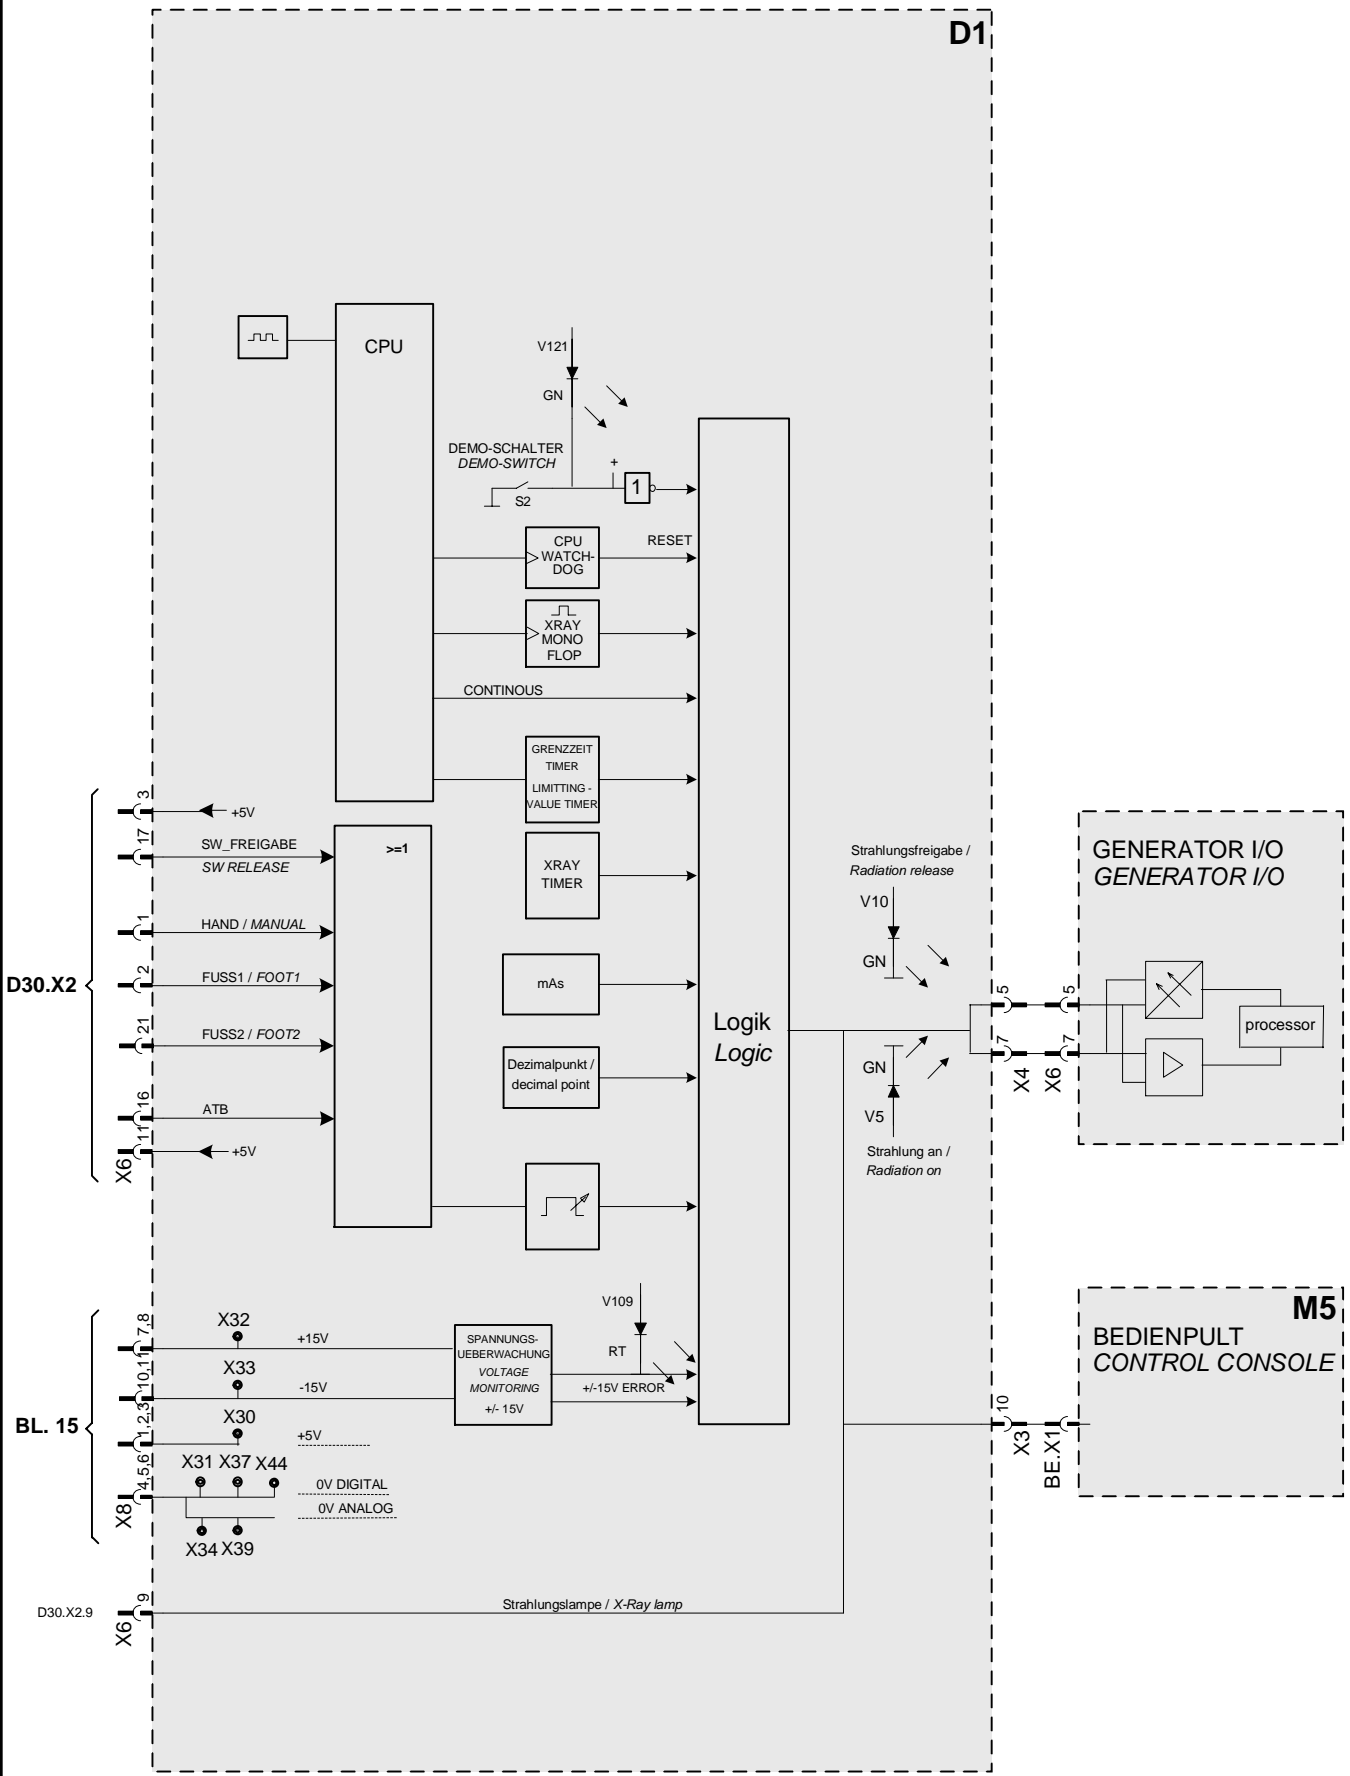 D1
CPU
V121
GN
DEMO-SCHALTER
DEMO-SWITCH
+
S2
1
CPU
WATCH-
DOG
RESET
XRAY
MONO
FLOP
CONTINOUS
GRENZZEIT
TIMER
LIMITTING -
VALUE TIMER
XRAY
TIMER
mAs
Dezimalpunkt /
decimal point
Logik
Logic
D30.X2
3
+5V
17
SW_FREIGABE
SW RELEASE
>=1
1
HAND / MANUAL
2
FUSS1 / FOOT1
21
FUSS2 / FOOT2
16
ATB
11
+5V
X6
Strahlungsfreigabe /
Radiation release
V10
GN
GN
V5
Strahlung an /
Radiation on
5
5
7
7
X4
X6
GENERATOR I/O
GENERATOR I/O
processor
BL. 15
7,8
X32
+15V
10,11
X33
-15V
1,2,3
X30
+5V
4,5,6
X31 X37 X44
0V DIGITAL
0V ANALOG
X8
X34 X39
SPANNUNGS-
UEBERWACHUNG
VOLTAGE
MONITORING
+/- 15V
V109
RT
+/-15V ERROR
M5
BEDIENPULT
CONTROL CONSOLE
10
X3
BE.X1
D30.X2.9
9
X6
Strahlungslampe / X-Ray lamp